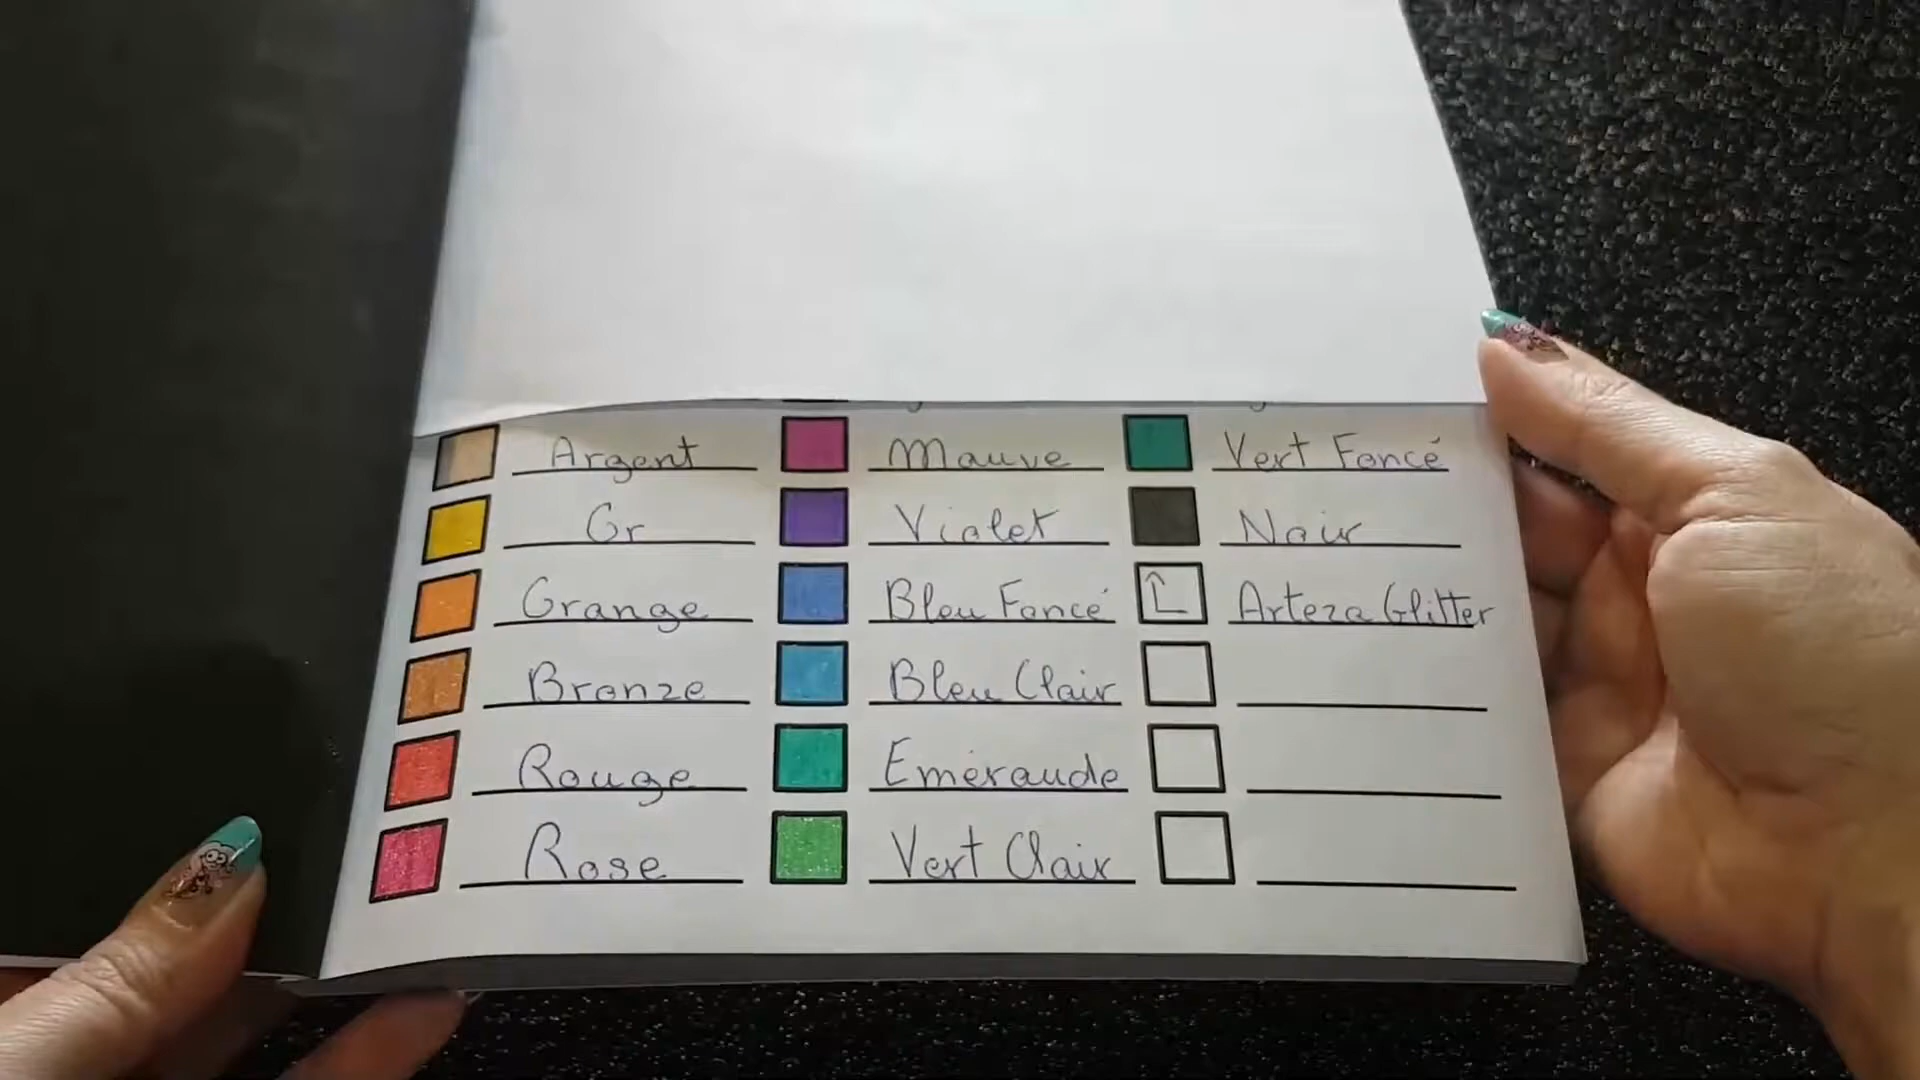 Argent Mauve Vert Foncé
Or Violet Noir
Orange Bleu Foncé Arteza Glitter
Bronze Bleu Clair
Rouge Emeraude
Rose Vert Clair